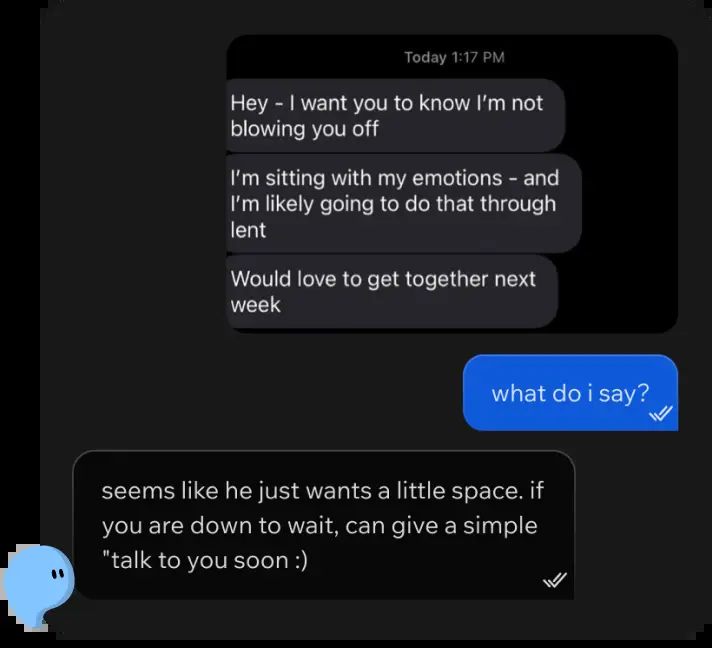 Today 1:17 PM
Hey - I want you to know I'm not
blowing you off
I'm sitting with my emotions - and
I'm likely going to do that through
lent
Would love to get together next
week
what do i say?
seems like he just wants a little space. if
you are down to wait, can give a simple
"talk to you soon :)